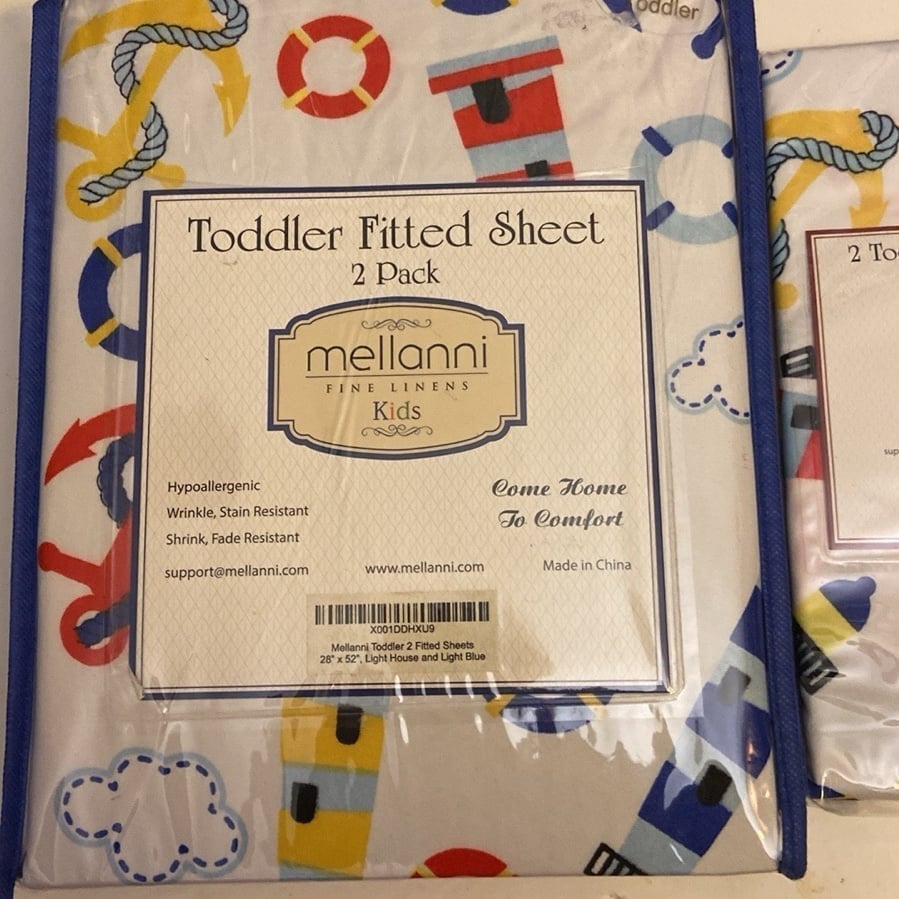 oddler
Toddler Fitted Sheet
2 Pack
mellanni
FINE LINENS
Kids
Hypoallergenic
Wrinkle, Stain Resistant
Shrink, Fade Resistant
Come Home
To Comfort
support@mellanni.com www.mellanni.com Made in China
X001DDHXU9
Mellanni Toddler 2 Fitted Sheets
28" x 52", Light House and Light Blue
2 To
sup